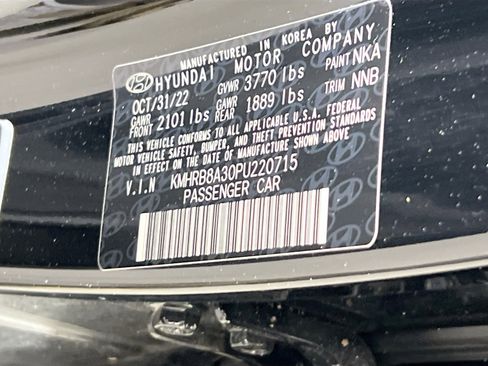 MANUFACTURED IN KOREA BY
HYUNDAI MOTOR COMPANY
OCT/31/22 GVWR 3770 lbs PAINT NKA
GAWR FRONT 2101 lbs GAWR REAR 1889 lbs TRIM NNB
THIS VEHICLE CONFORMS TO ALL APPLICABLE U.S.A. FEDERAL
MOTOR VEHICLE SAFETY, BUMPER, AND THEFT PREVENTION STANDARDS
IN EFFECT ON THE DATE OF MANUFACTURE SHOWN ABOVE.
V.I.N KMHRB8A30PU220715
PASSENGER CAR